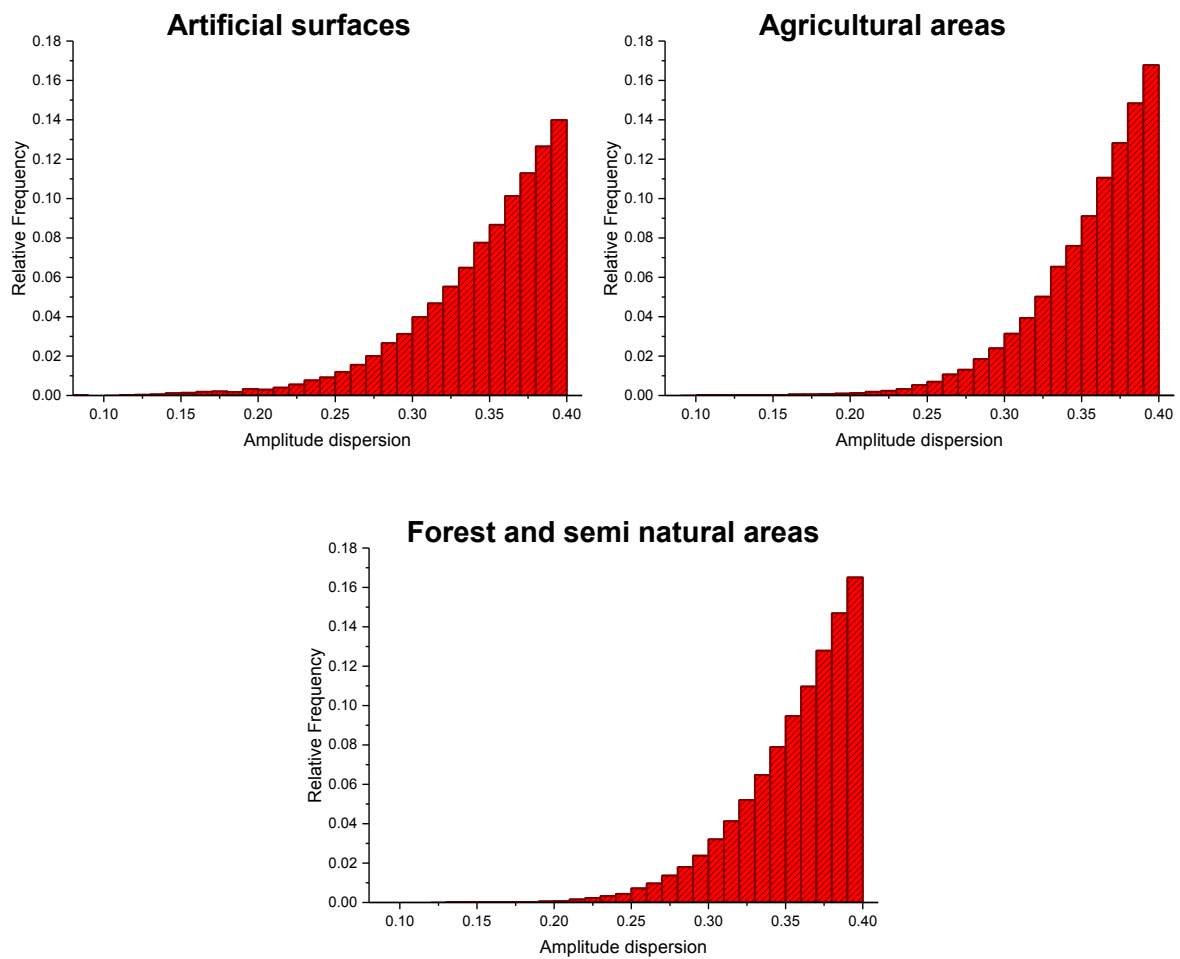 Artificial surfaces
0.18
0.16
0.14
0.12
0.10
0.08
0.06
0.04
0.02
0.00
Relative Frequency
0.10 0.15 0.20 0.25 0.30 0.35 0.40
Amplitude dispersion
Agricultural areas
0.18
0.16
0.14
0.12
0.10
0.08
0.06
0.04
0.02
0.00
Relative Frequency
0.10 0.15 0.20 0.25 0.30 0.35 0.40
Amplitude dispersion
Forest and semi natural areas
0.18
0.16
0.14
0.12
0.10
0.08
0.06
0.04
0.02
0.00
Relative Frequency
0.10 0.15 0.20 0.25 0.30 0.35 0.40
Amplitude dispersion